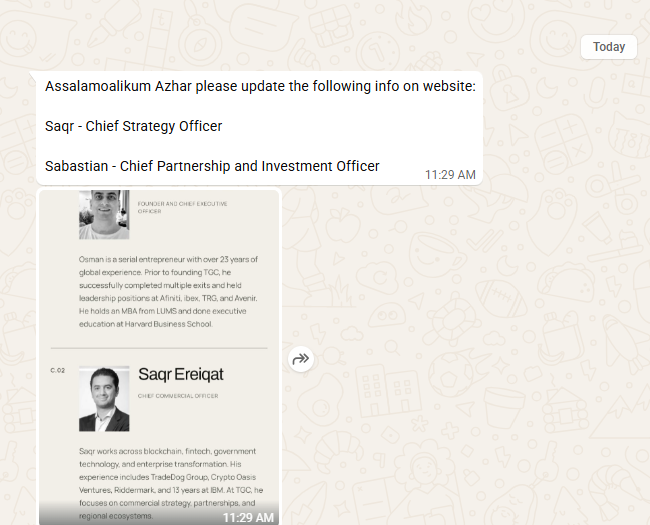 Today
Assalamoalikum Azhar please update the following info on website:
Saqr - Chief Strategy Officer
Sabastian - Chief Partnership and Investment Officer
11:29 AM
FOUNDER AND CHIEF EXECUTIVE
OFFICER
Osman is a serial entrepreneur with over 23 years of
global experience. Prior to founding TGC, he
successfully completed multiple exits and held
leadership positions at Afiniti, ibex, TRG, and Avenir.
He holds an MBA from LUMS and done executive
education at Harvard Business School.
C.02
Saqr Ereiqat
CHIEF COMMERCIAL OFFICER
Saqr works across blockchain, fintech, government
technology, and enterprise transformation. His
experience includes TradeDog Group, Crypto Oasis
Ventures, Riddermark, and 13 years at IBM. At TGC, he
focuses on commercial strategy, partnerships, and
regional ecosystems.
11:29 AM